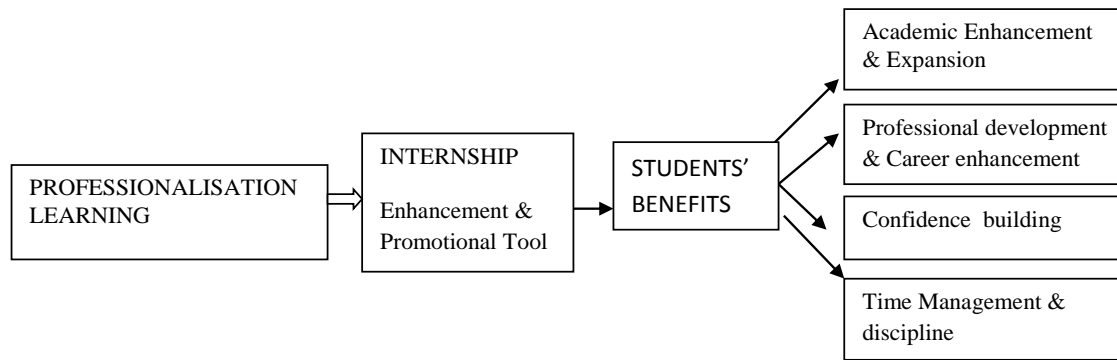 PROFESSIONALISATION
LEARNING
INTERNSHIP
Enhancement &
Promotional Tool
STUDENTS’
BENEFITS
Academic Enhancement
& Expansion
Professional development
& Career enhancement
Confidence building
Time Management &
discipline